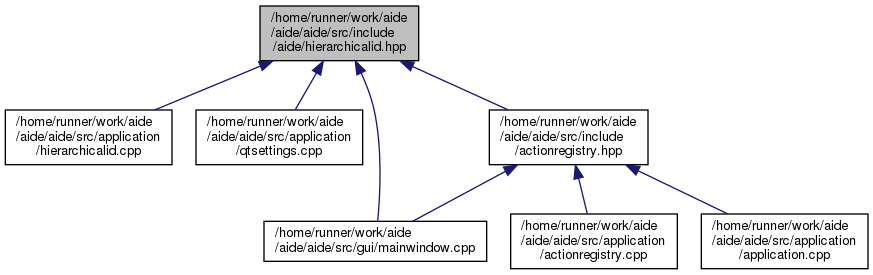 /home/runner/work/aide
/aide/aide/src/include
/aide/hierarchicalid.hpp
/home/runner/work/aide
/aide/aide/src/application
/hierarchicalid.cpp
/home/runner/work/aide
/aide/aide/src/application
/qtsettings.cpp
/home/runner/work/aide
/aide/aide/src/include
/actionregistry.hpp
/home/runner/work/aide
/aide/aide/src/gui/mainwindow.cpp
/home/runner/work/aide
/aide/aide/src/application
/actionregistry.cpp
/home/runner/work/aide
/aide/aide/src/application
/application.cpp